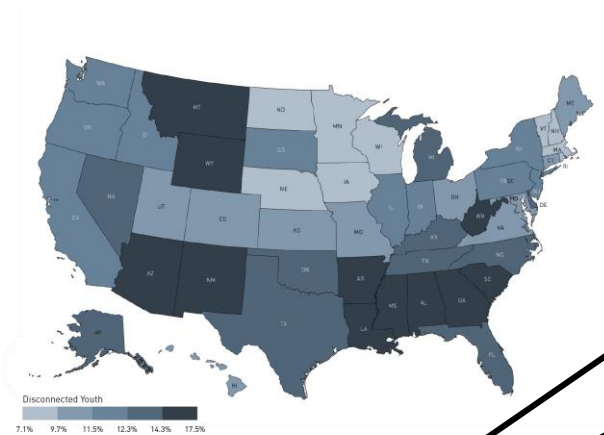 WA
MT
ND
MN
ME
OR
ID
WY
SD
WI
MI
VT
NH
NY
MA
CT
RI
NE
IA
PA
NV
UT
CO
KS
MO
IL
IN
OH
DE
MD
DC
WV
VA
CA
KY
AZ
NM
OK
AR
TN
NC
SC
TX
LA
MS
AL
GA
AK
FL
HI
Disconnected Youth
7.1% 9.7% 11.5% 12.3% 14.3% 17.5%